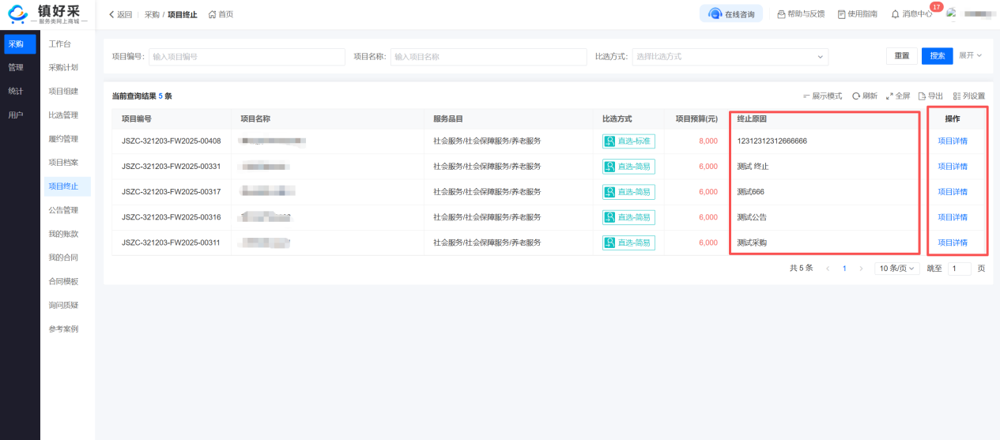 镇好采
服务类网上商城
返回 采购 / 项目终止 首页
在线咨询 帮助与反馈 使用指南 消息中心 17
采购
管理
统计
用户
工作台
采购计划
项目组建
比选管理
履约管理
项目档案
项目终止
公告管理
我的账款
我的合同
合同模板
询问质疑
参考案例
项目编号: 输入项目编号 项目名称: 输入项目名称 比选方式: 选择比选方式 重置 搜索 展开
当前查询结果 5 条 展示模式 刷新 全屏 导出 列设置
项目编号 项目名称 服务品目 比选方式 项目预算(元) 终止原因 操作
JSZC-321203-FW2025-00408 社会服务/社会保障服务/养老服务 直选-标准 8,000 12312312312666666 项目详情
JSZC-321203-FW2025-00331 社会服务/社会保障服务/养老服务 直选-简易 6,000 测试 终止 项目详情
JSZC-321203-FW2025-00317 社会服务/社会保障服务/养老服务 直选-简易 6,000 测试666 项目详情
JSZC-321203-FW2025-00316 社会服务/社会保障服务/养老服务 直选-简易 6,000 测试公告 项目详情
JSZC-321203-FW2025-00311 社会服务/社会保障服务/养老服务 直选-简易 6,000 测试采购 项目详情
共 5 条 1 10 条/页 跳至 1 页